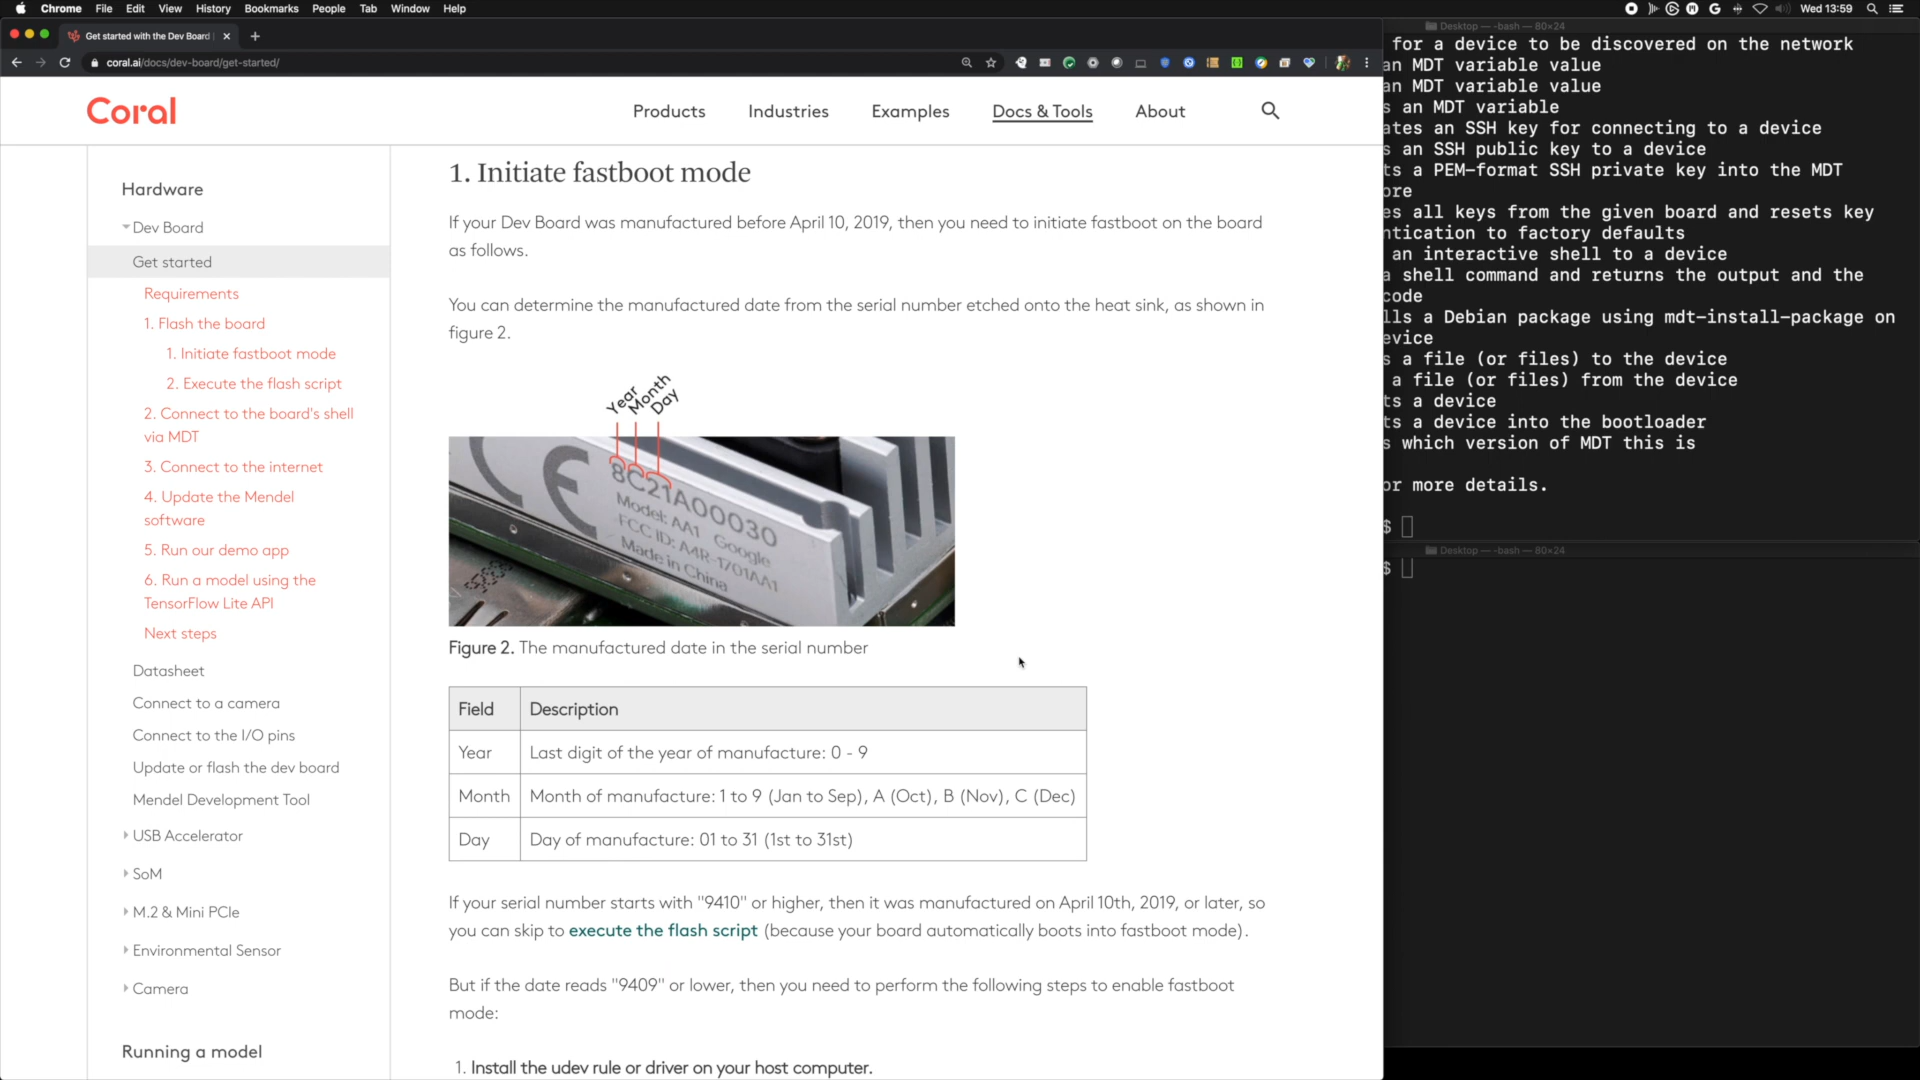 Chrome File Edit View History Bookmarks People Tab Window Help
Wed 13:59
Get started with the Dev Board
coral.ai/docs/dev-board/get-started/
Coral
Products Industries Examples Docs & Tools About
Hardware
Dev Board
Get started
Requirements
1. Flash the board
1. Initiate fastboot mode
2. Execute the flash script
2. Connect to the board's shell
via MDT
3. Connect to the internet
4. Update the Mendel
software
5. Run our demo app
6. Run a model using the
TensorFlow Lite API
Next steps
Datasheet
Connect to a camera
Connect to the I/O pins
Update or flash the dev board
Mendel Development Tool
USB Accelerator
SoM
M.2 & Mini PCIe
Environmental Sensor
Camera
Running a model
1. Initiate fastboot mode
If your Dev Board was manufactured before April 10, 2019, then you need to initiate fastboot on the board
as follows.
You can determine the manufactured date from the serial number etched onto the heat sink, as shown in
figure 2.
Year
Month
Day
CE
8C21A00030
Model: AA1 Google
FCC ID: A4R-1701AA1
Made in China
Figure 2. The manufactured date in the serial number
Field Description
Year Last digit of the year of manufacture: 0 - 9
Month Month of manufacture: 1 to 9 (Jan to Sep), A (Oct), B (Nov), C (Dec)
Day Day of manufacture: 01 to 31 (1st to 31st)
If your serial number starts with "9410" or higher, then it was manufactured on April 10th, 2019, or later, so
you can skip to execute the flash script (because your board automatically boots into fastboot mode).
But if the date reads "9409" or lower, then you need to perform the following steps to enable fastboot
mode:
1. Install the udev rule or driver on your host computer.
Desktop — -bash — 80×24
for a device to be discovered on the network
an MDT variable value
an MDT variable value
s an MDT variable
ates an SSH key for connecting to a device
s an SSH public key to a device
ts a PEM-format SSH private key into the MDT
ore
es all keys from the given board and resets key
ntication to factory defaults
an interactive shell to a device
a shell command and returns the output and the
code
lls a Debian package using mdt-install-package on
evice
s a file (or files) to the device
a file (or files) from the device
ts a device
ts a device into the bootloader
s which version of MDT this is
or more details.
$
Desktop — -bash — 80×24
$